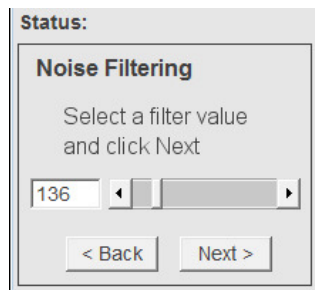 Status:
Noise Filtering
Select a filter value
and click Next
136
< Back Next >